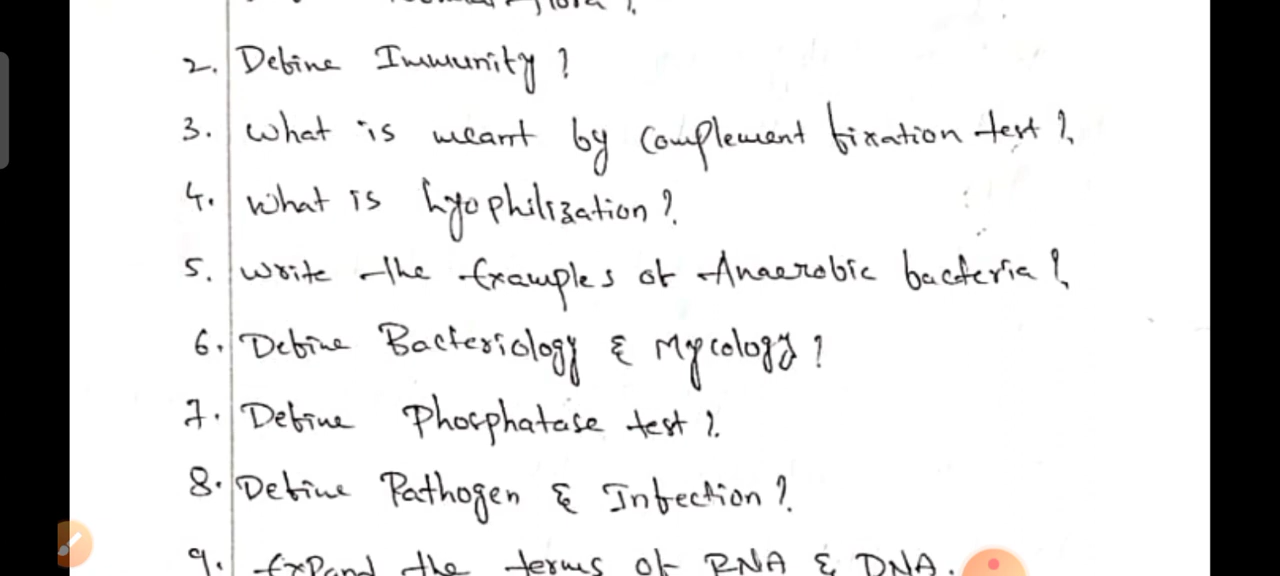 Normal flora ?
2. Define Immunity ?
3. What is meant by Complement fixation test ?
4. What is lyophilization ?
5. Write the Examples of Anaerobic bacteria ?
6. Define Bacteriology & Mycology ?
7. Define Phosphatase test ?
8. Define Pathogen & Infection ?
9. Expand the terms of RNA & DNA.